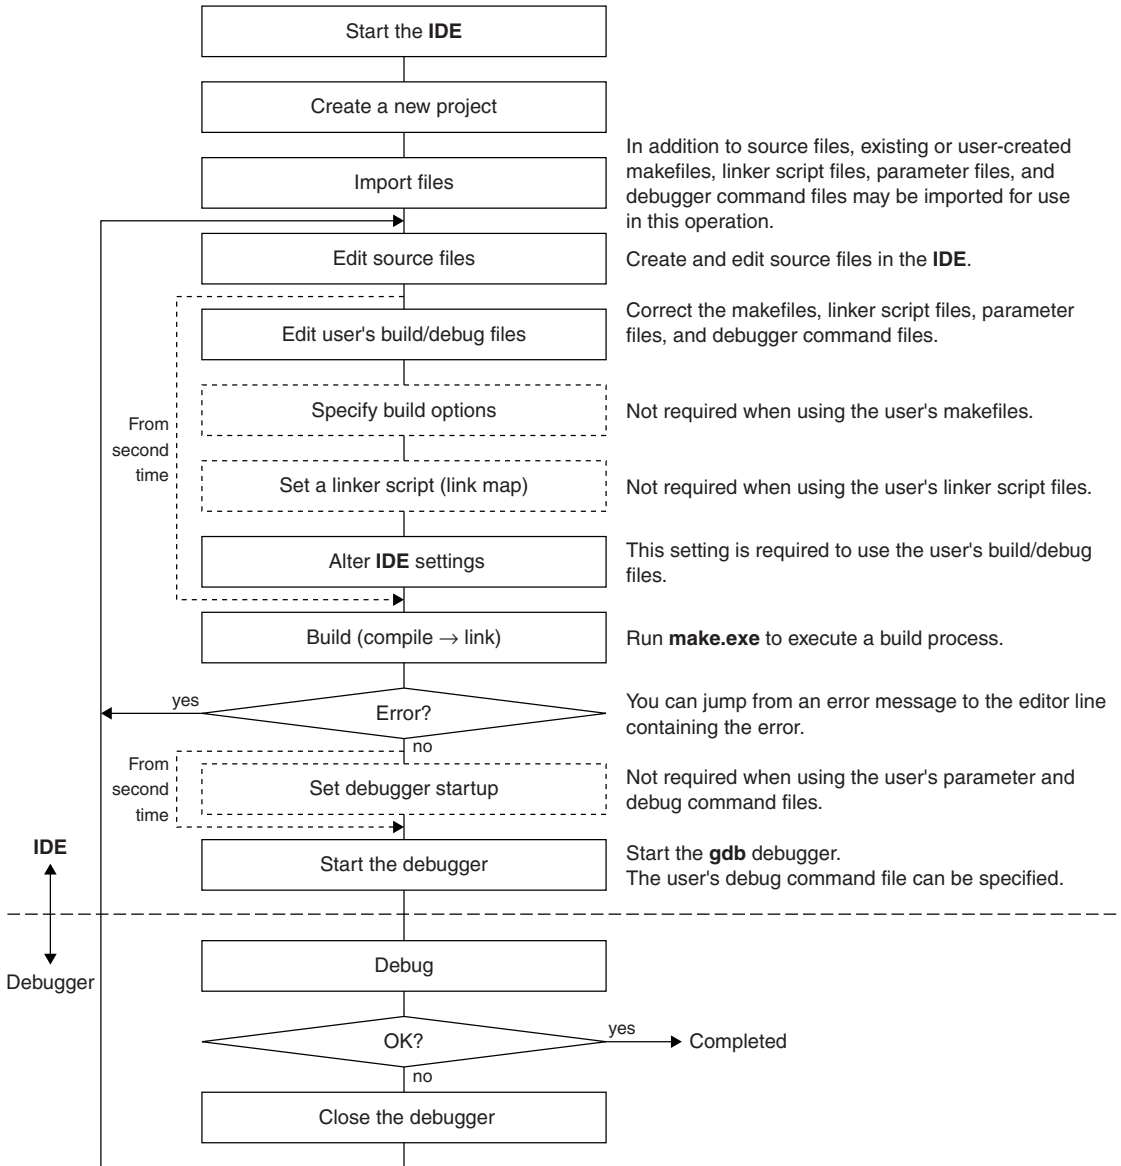 Start the IDE
Create a new project
Import files
In addition to source files, existing or user-created
makefiles, linker script files, parameter files, and
debugger command files may be imported for use
in this operation.
Edit source files
Create and edit source files in the IDE.
Edit user's build/debug files
Correct the makefiles, linker script files, parameter
files, and debugger command files.
From
second
time
Specify build options
Not required when using the user's makefiles.
Set a linker script (link map)
Not required when using the user's linker script files.
Alter IDE settings
This setting is required to use the user's build/debug
files.
Build (compile → link)
Run make.exe to execute a build process.
yes
Error?
You can jump from an error message to the editor line
containing the error.
no
From
second
time
Set debugger startup
Not required when using the user's parameter and
debug command files.
IDE
Start the debugger
Start the gdb debugger.
The user's debug command file can be specified.
Debugger
Debug
OK?
yes
Completed
no
Close the debugger